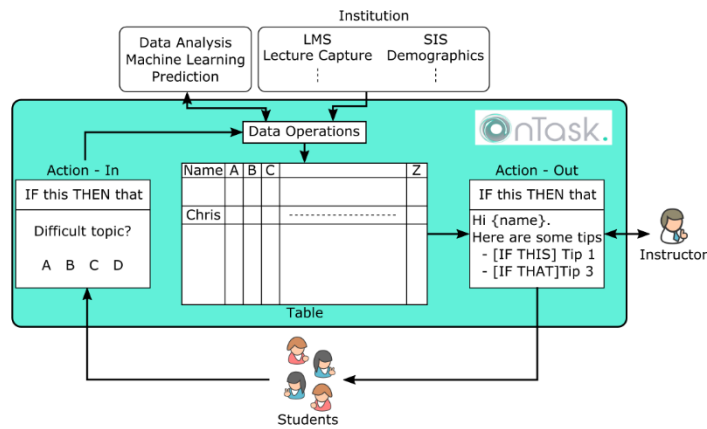 Institution
Data Analysis
Machine Learning
Prediction
LMS
Lecture Capture
SIS
Demographics
Data Operations
OnTask.
Action - In
IF this THEN that
Difficult topic?
A B C D
Name A B C Z
Chris
Table
Action - Out
IF this THEN that
Hi {name}.
Here are some tips
- [IF THIS] Tip 1
- [IF THAT]Tip 3
Instructor
Students